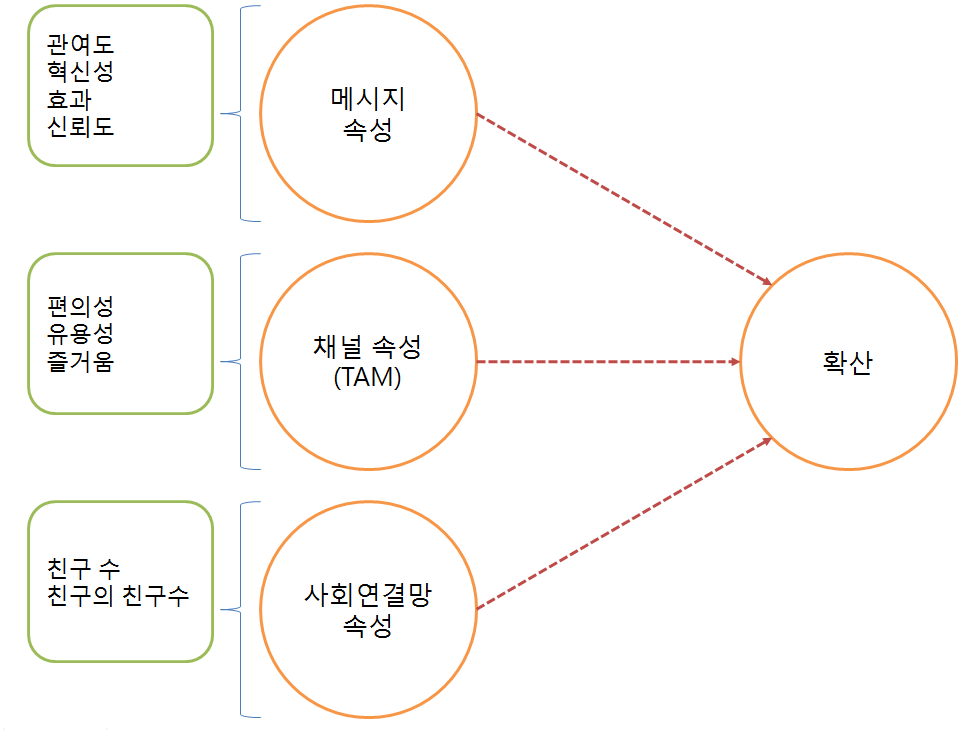 관여도
혁신성
효과
신뢰도
메시지
속성
편의성
유용성
즐거움
채널 속성
(TAM)
확산
친구 수
친구의 친구수
사회연결망
속성